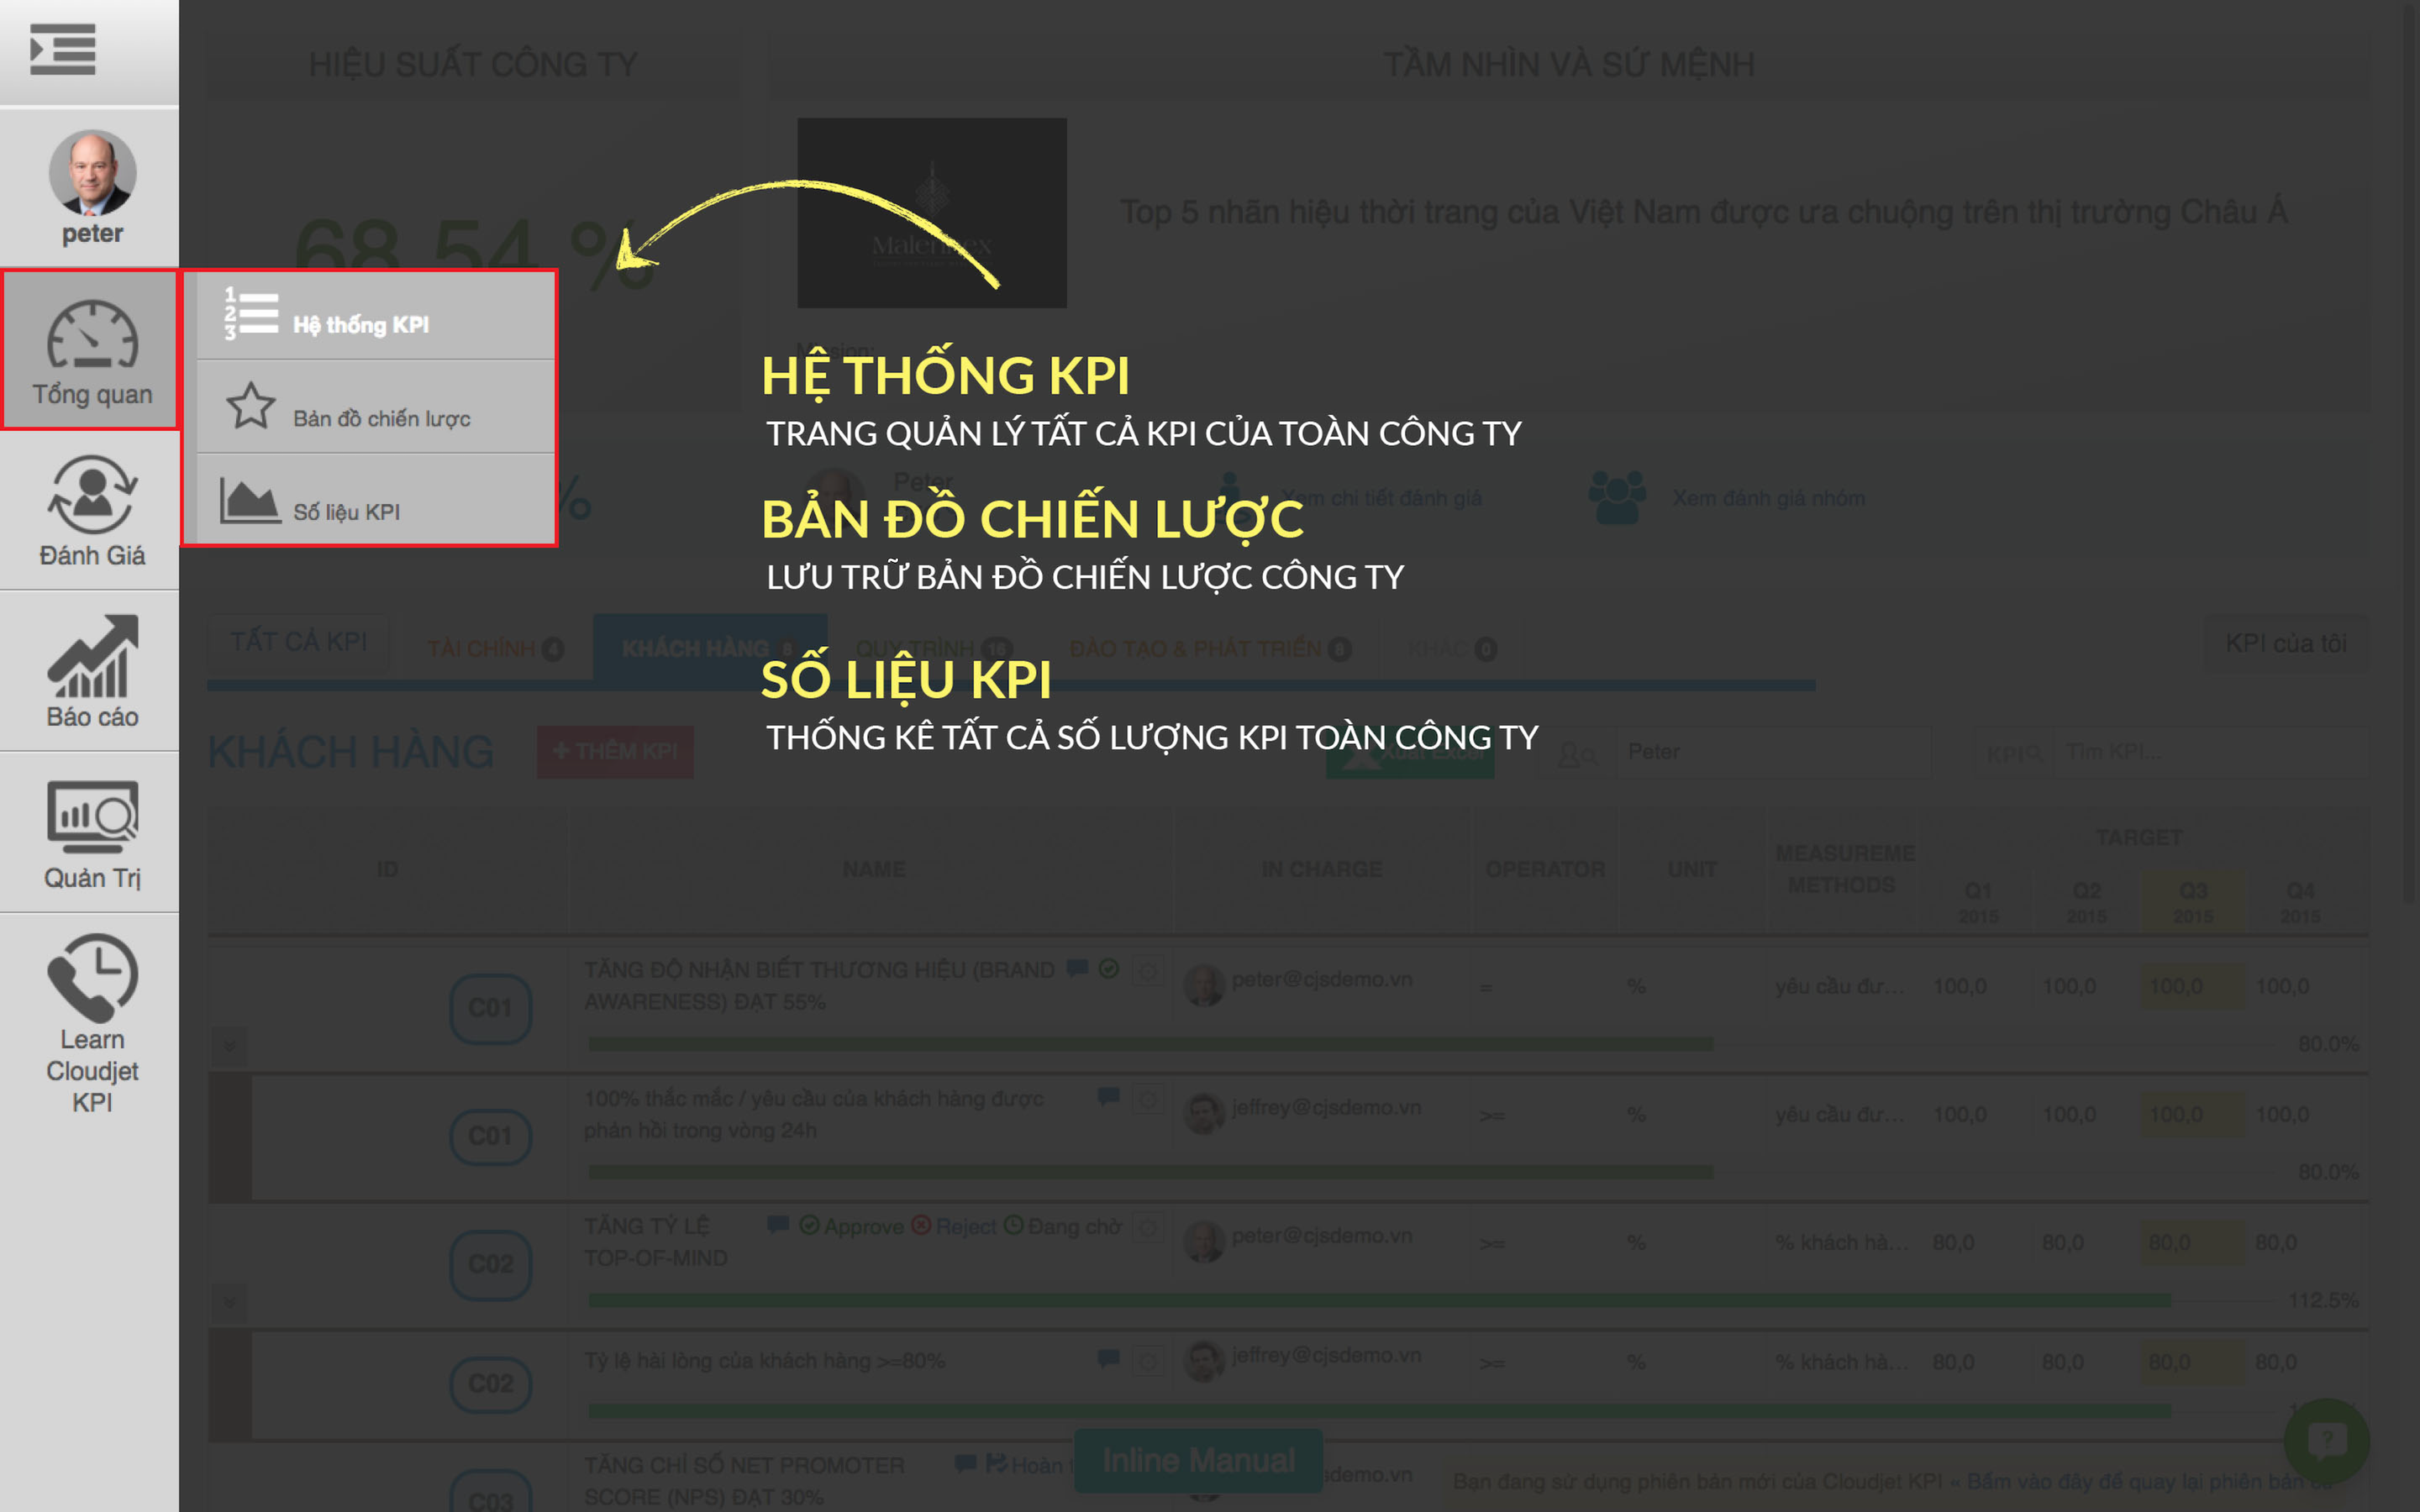 HIỆU SUẤT CÔNG TY
TẦM NHÌN VÀ SỨ MỆNH
peter
68,54 %
Top 5 nhãn hiệu thời trang của Việt Nam được ưa chuộng trên thị trường Châu Á
Tổng quan
Hệ thống KPI
Bản đồ chiến lược
Số liệu KPI
HỆ THỐNG KPI
TRANG QUẢN LÝ TẤT CẢ KPI CỦA TOÀN CÔNG TY
%
Peter
Xem chi tiết đánh giá
Xem đánh giá nhóm
BẢN ĐỒ CHIẾN LƯỢC
LƯU TRỮ BẢN ĐỒ CHIẾN LƯỢC CÔNG TY
Đánh Giá
Báo cáo
Quản Trị
Learn
Cloudjet
KPI
TẤT CẢ KPI
TÀI CHÍNH 4
KHÁCH HÀNG 8
QUY TRÌNH 16
ĐÀO TẠO & PHÁT TRIỂN 6
KHÁC 0
KPI của tôi
SỐ LIỆU KPI
THỐNG KÊ TẤT CẢ SỐ LƯỢNG KPI TOÀN CÔNG TY
KHÁCH HÀNG
+ THÊM KPI
Peter
KPI
Tìm KPI...
ID
NAME
IN CHARGE
OPERATOR
UNIT
MEASUREME
METHODS
TARGET
Q1
2015
Q2
2015
Q3
2015
Q4
2015
C01
TĂNG ĐỘ NHẬN BIẾT THƯƠNG HIỆU (BRAND
AWARENESS) ĐẠT 55%
peter@cjsdemo.vn
=
%
yêu cầu đư... 100,0 100,0 100,0 100,0
80.0%
C01
100% thắc mắc / yêu cầu của khách hàng được
phản hồi trong vòng 24h
jeffrey@cjsdemo.vn
>=
%
yêu cầu đư... 100,0 100,0 100,0 100,0
80.0%
C02
TĂNG TỶ LỆ
TOP-OF-MIND
Approve Reject Đang chờ
peter@cjsdemo.vn
>=
%
% khách hà... 80,0 80,0 80,0 80,0
112.5%
C02
Tỷ lệ hài lòng của khách hàng >=80%
jeffrey@cjsdemo.vn
>=
%
% khách hà... 80,0 80,0 80,0 80,0
C03
TĂNG CHỈ SỐ NET PROMOTER
SCORE (NPS) ĐẠT 30%
Hoàn
Inline Manual
sdemo.vn
Bạn đang sử dụng phiên bản mới của Cloudjet KPI « Bấm vào đây để quay lại phiên bản